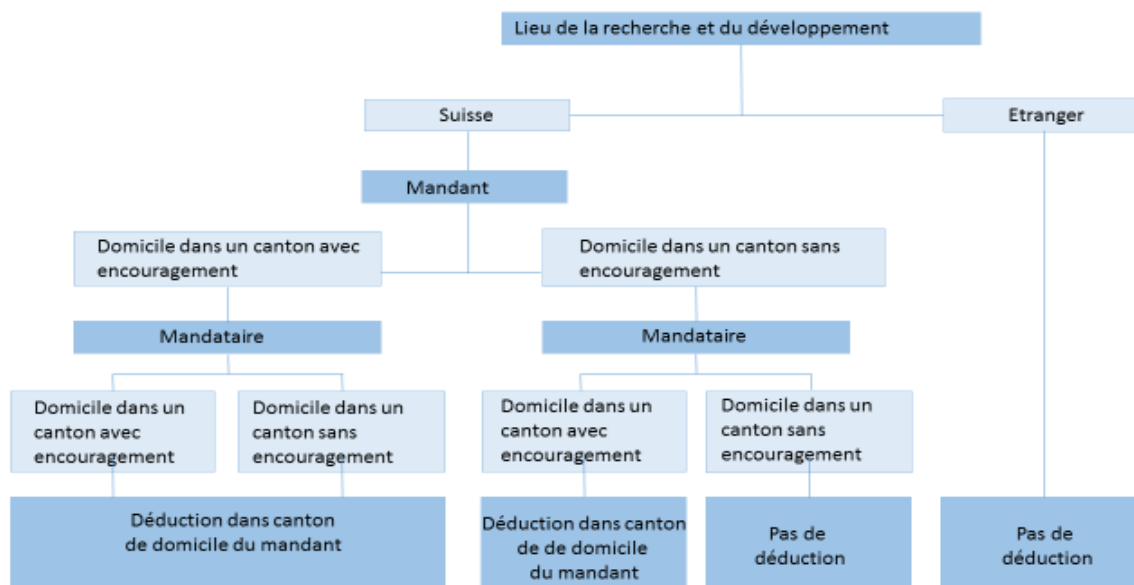 Lieu de la recherche et du développement
Suisse
Etranger
Mandant
Domicile dans un canton avec
encouragement
Domicile dans un canton sans
encouragement
Mandataire
Mandataire
Domicile dans un
canton avec
encouragement
Domicile dans un
canton sans
encouragement
Domicile dans un
canton avec
encouragement
Domicile dans un
canton sans
encouragement
Déduction dans canton
de domicile du mandant
Déduction dans canton
de de domicile
du mandant
Pas de
déduction
Pas de
déduction